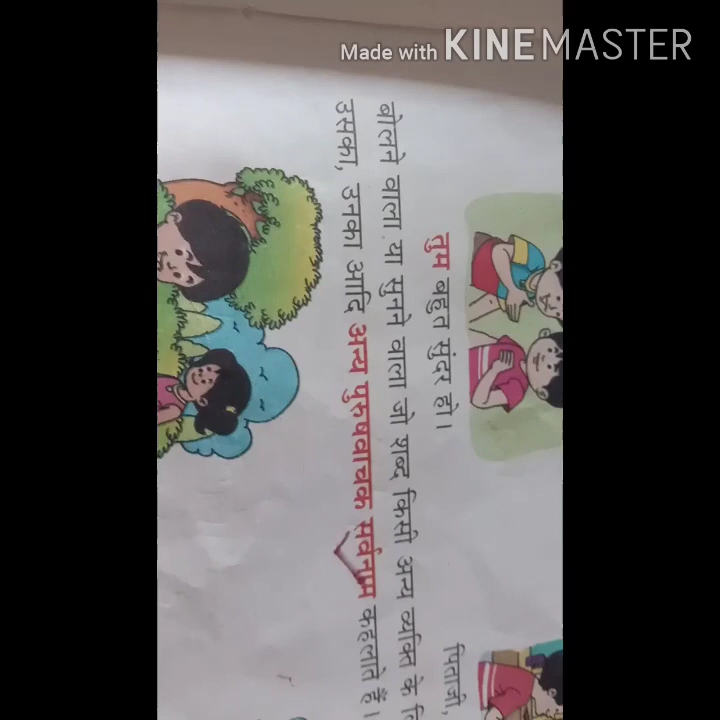 Made with KINEMASTER
तुम बहुत सुंदर हो।
पिताजी,
बोलने वाला या सुनने वाला जो शब्द किसी अन्य व्यक्ति के
उसका, उनका आदि अन्य पुरुषवाचक सर्वनाम कहलाते हैं।